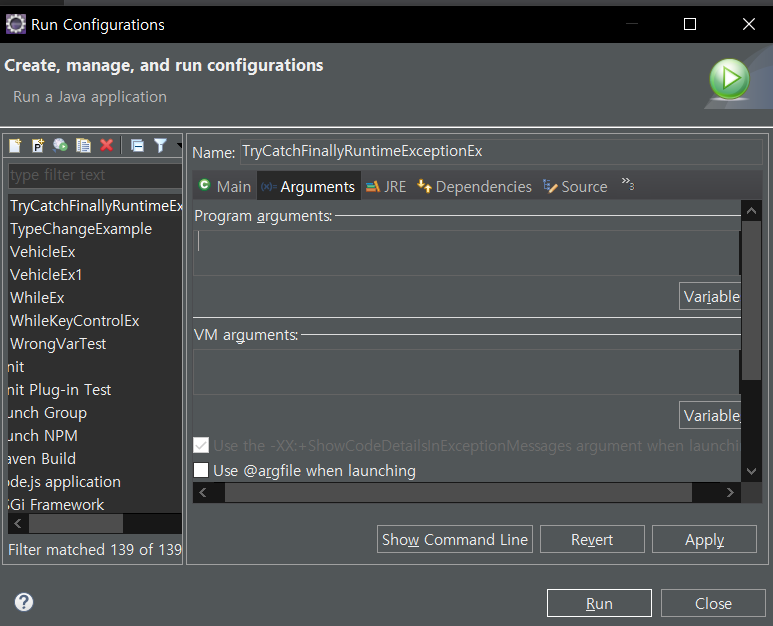 Run Configurations
Create, manage, and run configurations
Run a Java application
type filter text
TryCatchFinallyRuntimeEx
TypeChangeExample
VehicleEx
VehicleEx1
WhileEx
WhileKeyControlEx
WrongVarTest
nit
nit Plug-in Test
unch Group
unch NPM
aven Build
ode.js application
SGi Framework
Filter matched 139 of 139
Name: TryCatchFinallyRuntimeExceptionEx
Main (x)= Arguments JRE Dependencies Source »3
Program arguments:
Variable
VM arguments:
Variable
Use the -XX:+ShowCodeDetailsInExceptionMessages argument when launchi
Use @argfile when launching
Show Command Line Revert Apply
Run Close